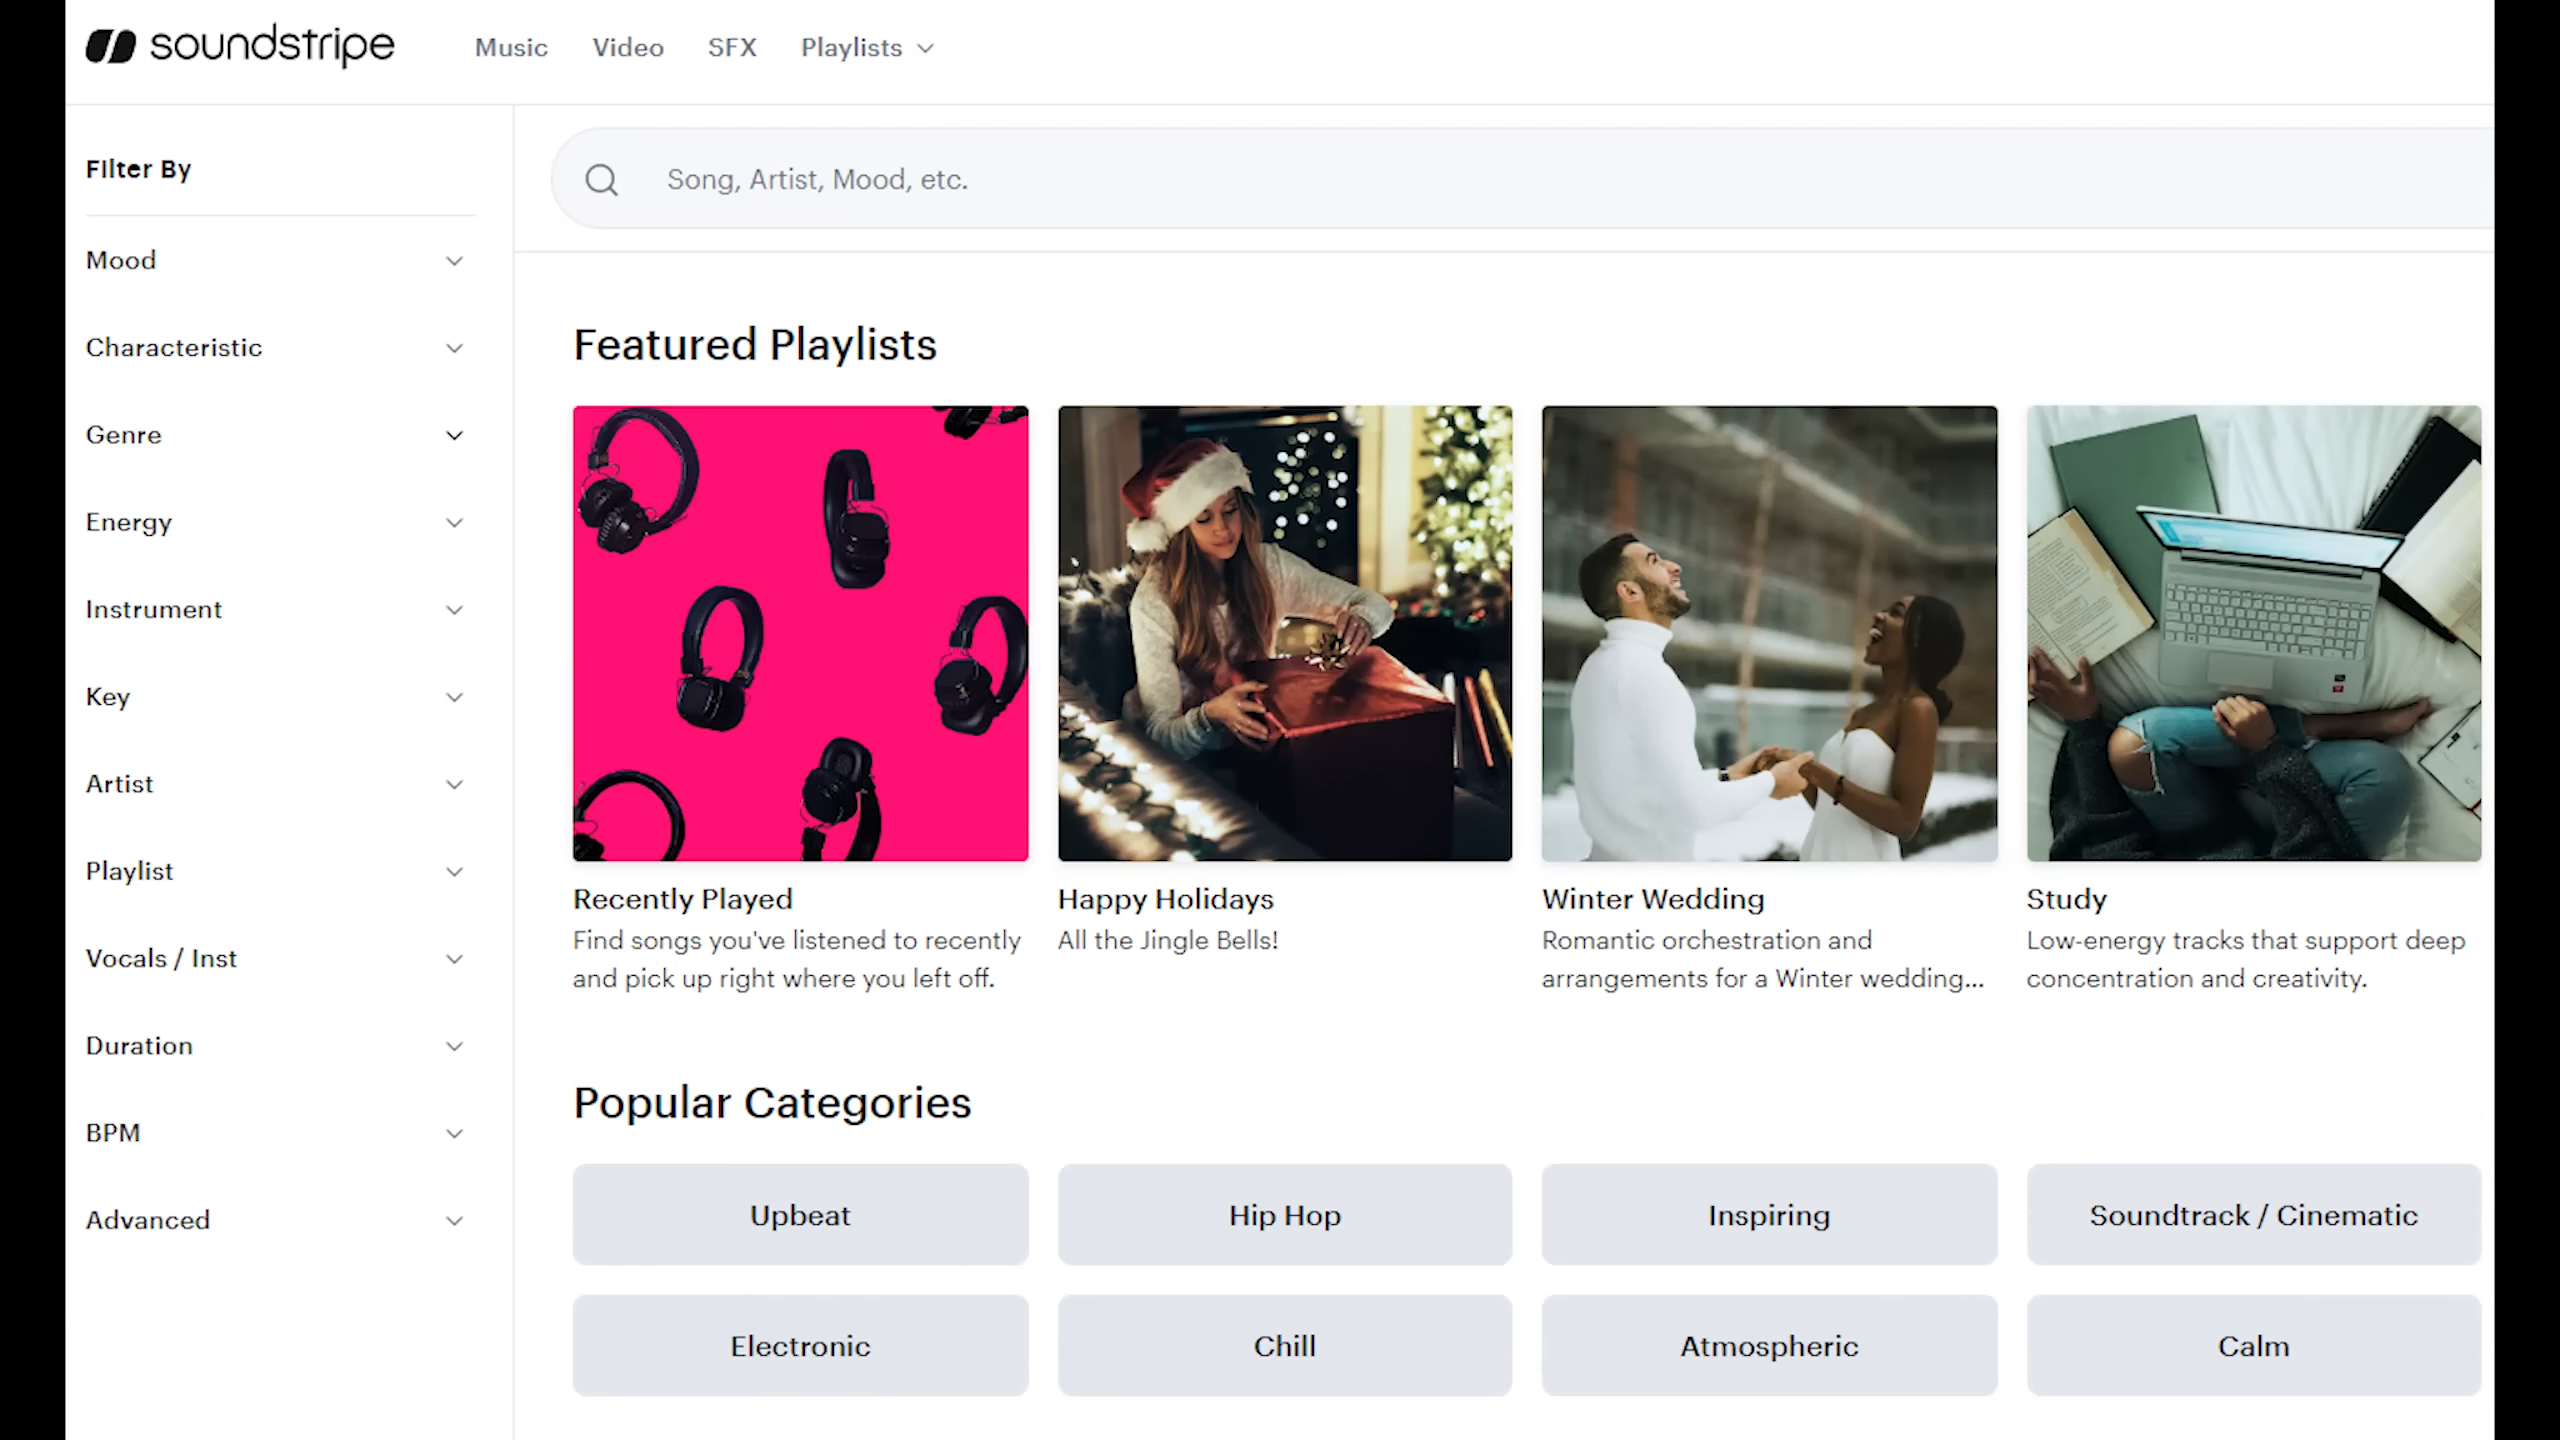 soundstripe
Music
Video
SFX
Playlists
Filter By
Mood
Characteristic
Genre
Energy
Instrument
Key
Artist
Playlist
Vocals / Inst
Duration
BPM
Advanced
Song, Artist, Mood, etc.
Featured Playlists
Recently Played
Find songs you've listened to recently
and pick up right where you left off.
Happy Holidays
All the Jingle Bells!
Winter Wedding
Romantic orchestration and
arrangements for a Winter wedding...
Study
Low-energy tracks that support deep
concentration and creativity.
Popular Categories
Upbeat
Hip Hop
Inspiring
Soundtrack / Cinematic
Electronic
Chill
Atmospheric
Calm